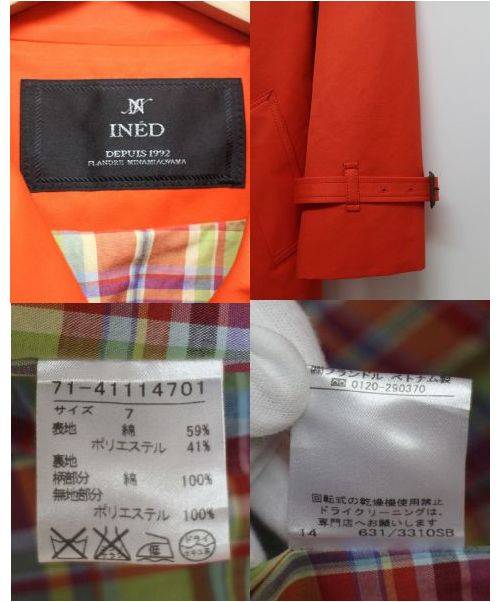 INÉD
DEPUIS 1992
FLANDRE MINAMIAOYAMA
71-41114701
サイズ 7
表地 綿 59%
ポリエステル 41%
裏地
柄部分 綿 100%
無地部分
ポリエステル 100%
ドライ
㈱フランドル ベトナム製
0120-290370
回転式の乾燥機使用禁止
ドライクリーニングは、
専門店へお願いします
14 631/3310SB